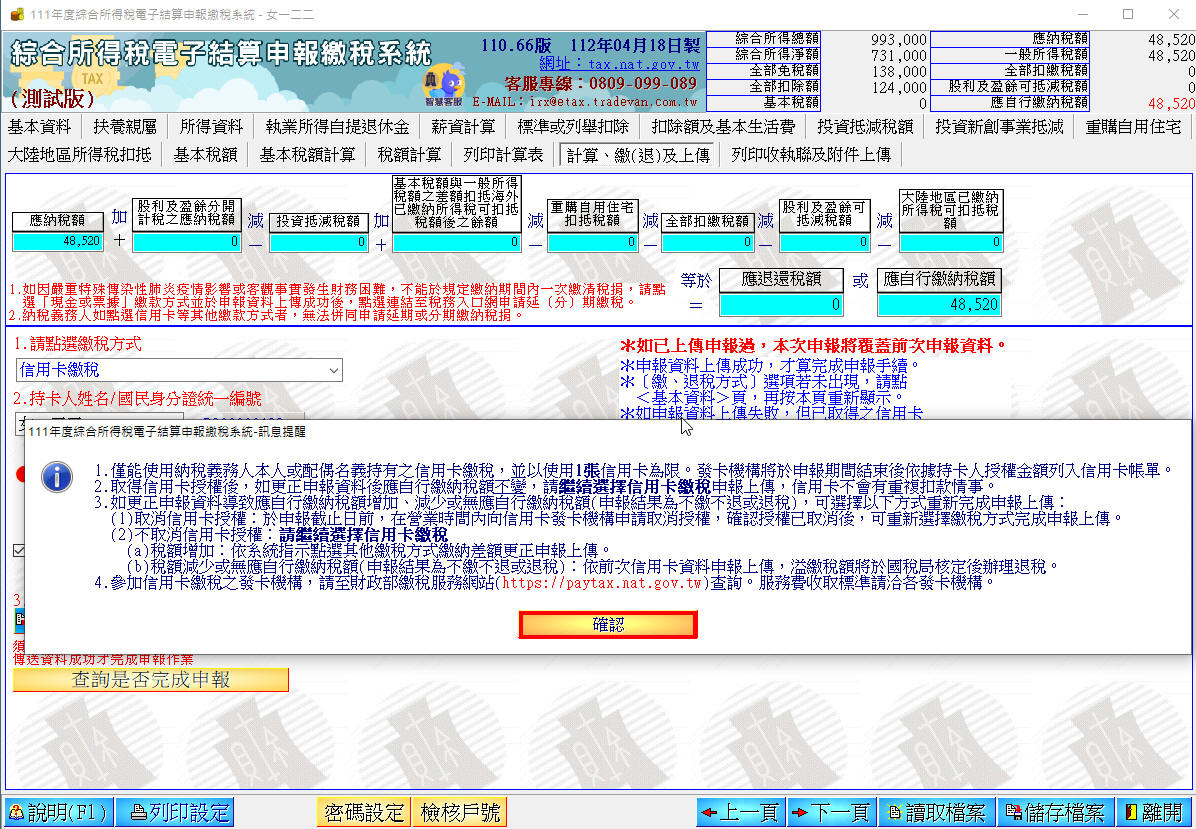 111年度綜合所得稅電子結算申報繳稅系統 - 女一二二
綜合所得稅電子結算申報繳稅系統
(測試版)
TAX
110.66版 112年04月18日製
網址：tax.nat.gov.tw
客服專線：0809-099-089
E-MAIL：irx@etax.tradevan.com.tw
智慧客服
綜合所得總額 993,000 應納稅額 48,520
綜合所得淨額 731,000 一般所得稅額 48,520
全部免稅額 138,000 全部扣繳稅額 0
全部扣除額 124,000 股利及盈餘可抵減稅額 0
基本稅額 0 應自行繳納稅額 48,520
基本資料 扶養親屬 所得資料 執業所得自提退休金 薪資計算 標準或列舉扣除 扣除額及基本生活費 投資抵減稅額 投資新創事業抵減 重購自用住宅
大陸地區所得稅扣抵 基本稅額 基本稅額計算 稅額計算 列印計算表 計算、繳(退)及上傳 列印收執聯及附件上傳
應納稅額
48,520
加
＋
股利及盈餘分開
計稅之應納稅額
0
減
－
投資抵減稅額
0
加
＋
基本稅額與一般所得
稅額之差額扣抵海外
已繳納所得稅可扣抵
稅額後之餘額
0
減
－
重購自用住宅
扣抵稅額
0
減
－
全部扣繳稅額
0
減
－
股利及盈餘可
抵減稅額
0
減
－
大陸地區已繳納
所得稅可扣抵稅
額
0
1.如因嚴重特殊傳染性肺炎疫情影響或客觀事實發生財務困難，不能於規定繳納期間內一次繳清稅捐，請點
選「現金或票據」繳款方式並於申報資料上傳成功後，點選連結至稅務入口網申請延（分）期繳稅。
2.納稅義務人如點選信用卡等其他繳款方式者，無法併同申請延期或分期繳納稅捐。
等於
＝
應退還稅額
0
或
應自行繳納稅額
48,520
1.請點選繳稅方式
信用卡繳稅
2.持卡人姓名/國民身分證統一編號
＊如已上傳申報過，本次申報將覆蓋前次申報資料。
＊申報資料上傳成功，才算完成申報手續。
＊〔繳、退稅方式〕選項若未出現，請點
＜基本資料＞頁，再按本頁重新顯示。
＊如申報資料上傳失敗，但已取得之信用卡
111年度綜合所得稅電子結算申報繳稅系統-訊息提醒
1.僅能使用納稅義務人本人或配偶名義持有之信用卡繳稅，並以使用1張信用卡為限。發卡機構將於申報期間結束後依據持卡人授權金額列入信用卡帳單。
2.取得信用卡授權後，如更正申報資料後應自行繳納稅額不變，請繼續選擇信用卡繳稅申報上傳，信用卡不會有重複扣款情事。
3.如更正申報資料導致應自行繳納稅額增加、減少或無應自行繳納稅額(申報結果為不繳不退或退稅)，可選擇以下方式重新完成申報上傳：
(1)取消信用卡授權：於申報截止日前，在營業時間內向信用卡發卡機構申請取消授權，確認授權已取消後，可重新選擇繳稅方式完成申報上傳。
(2)不取消信用卡授權：請繼續選擇信用卡繳稅
(a)稅額增加：依系統指示點選其他繳稅方式繳納差額更正申報上傳。
(b)稅額減少或無應自行繳納稅額(申報結果為不繳不退或退稅)：依前次信用卡資料申報上傳，溢繳稅額將於國稅局核定後辦理退稅。
4.參加信用卡繳稅之發卡機構，請至財政部繳稅服務網站(https://paytax.nat.gov.tw)查詢。服務費收取標準請洽各發卡機構。
確認
3
須
傳送資料成功才完成申報作業
查詢是否完成申報
說明(F1) 列印設定 密碼設定 檢核戶號 上一頁 下一頁 讀取檔案 儲存檔案 離開